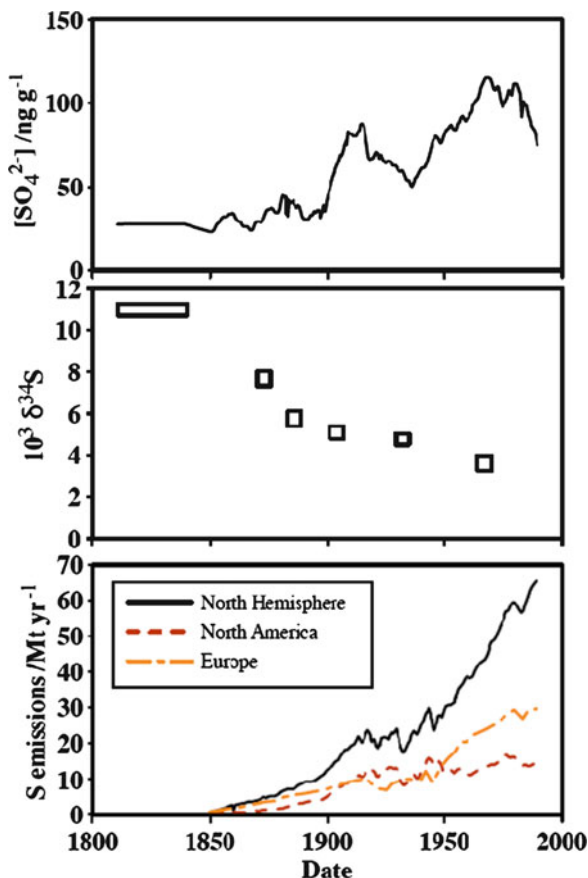 150
100
50
0
[SO₄²⁻] /ng g⁻¹
12
10
8
6
4
2
0
10³ δ³⁴S
70
60
50
40
30
20
10
0
S emissions /Mt yr⁻¹
North Hemisphere
North America
Europe
1800 1850 1900 1950 2000
Date